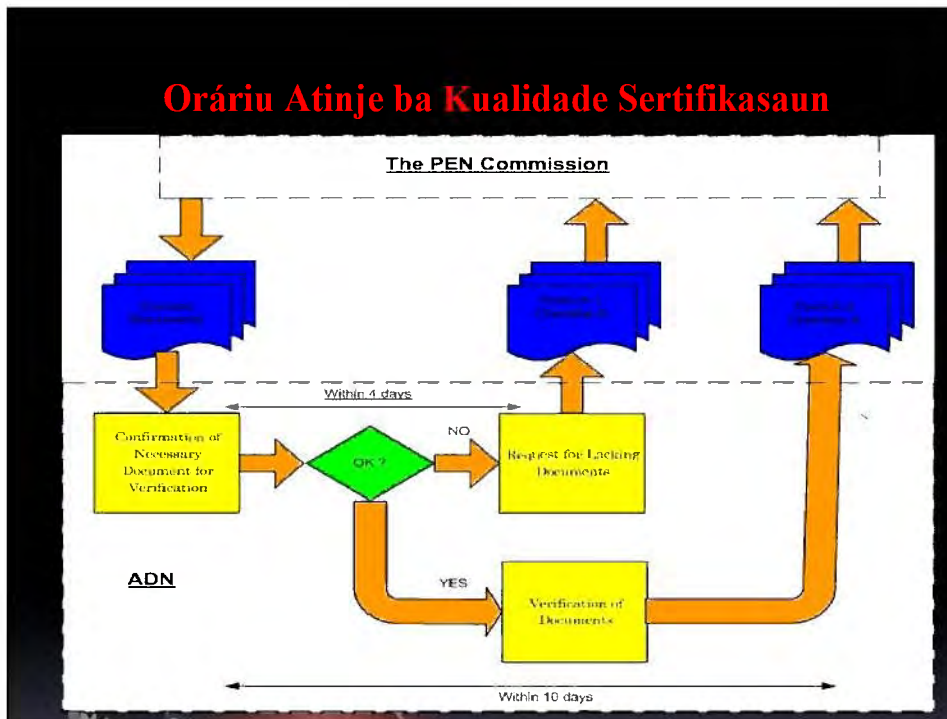 Oráriu Atinje ba Kualidade Sertifikasaun
The PEN Commission
Within 4 days
Confirmation of
Necessary
Document for
Verification
OK ?
NO
Request for Lacking
Documents
ADN
YES
Verification of
Documents
Within 10 days